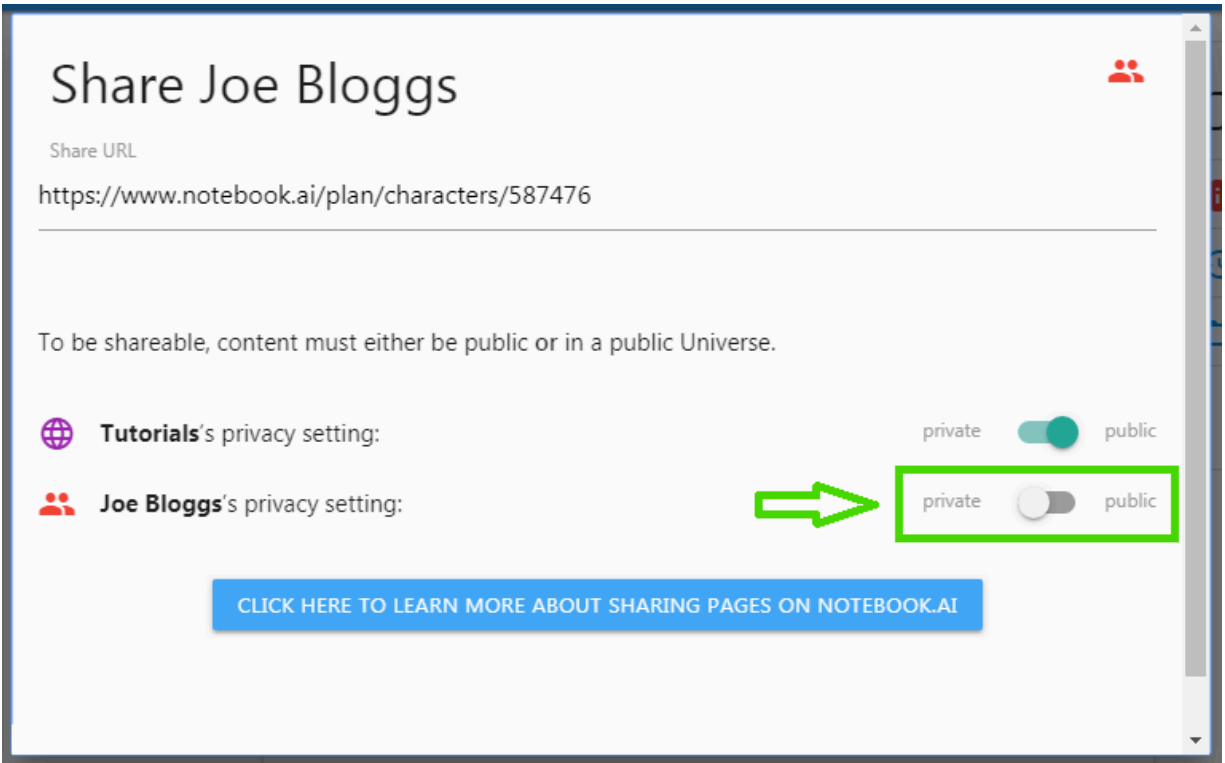 Share Joe Bloggs
Share URL
https://www.notebook.ai/plan/characters/587476
To be shareable, content must either be public or in a public Universe.
Tutorials's privacy setting: private public
Joe Bloggs's privacy setting: private public
CLICK HERE TO LEARN MORE ABOUT SHARING PAGES ON NOTEBOOK.AI